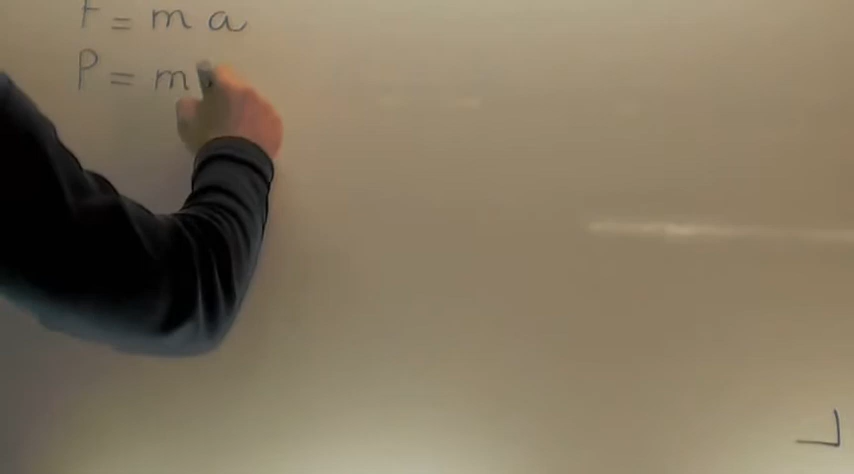 F = m a
P = m